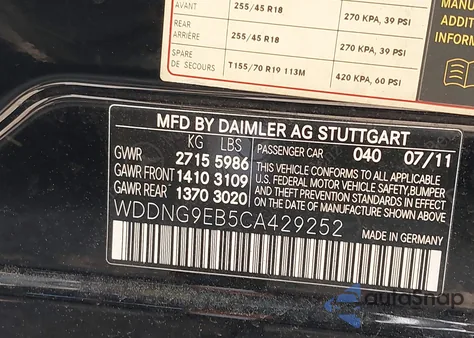 AVANT 255/45 R18 270 KPA, 39 PSI
REAR
ARRIÈRE 255/45 R18 270 KPA, 39 PSI
SPARE
DE SECOURS T155/70 R19 113M 420 KPA, 60 PSI
MANUAL
ADDITIO
INFORM
MFD BY DAIMLER AG STUTTGART
KG LBS PASSENGER CAR 040 07/11
GVWR 2715 5986
GAWR FRONT 1410 3109
GAWR REAR 1370 3020
THIS VEHICLE CONFORMS TO ALL APPLICABLE
FEDERAL MOTOR VEHICLE SAFETY, BUMPER
AND THEFT PREVENTION STANDARDS IN EFFECT
ON THE DATE OF MANUFACTURE SHOWN ABOVE
WDDNG9EB5CA429252
MADE IN GERMANY
autoSnap